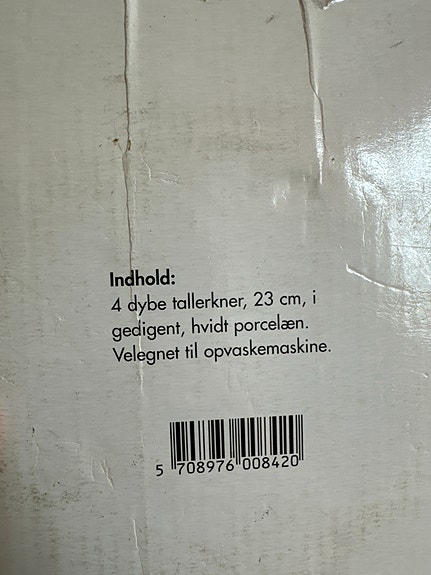 Indhold:
4 dybe tallerkner, 23 cm, i
gedigent, hvidt porcelæn.
Velegnet til opvaskemaskine.
5 708976 008420